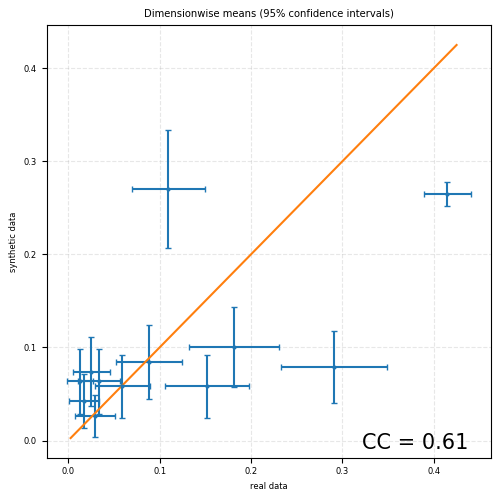 Dimensionwise means (95% confidence intervals)
0.4
0.3
0.2
0.1
0.0
synthetic data
CC = 0.61
0.0 0.1 0.2 0.3 0.4
real data